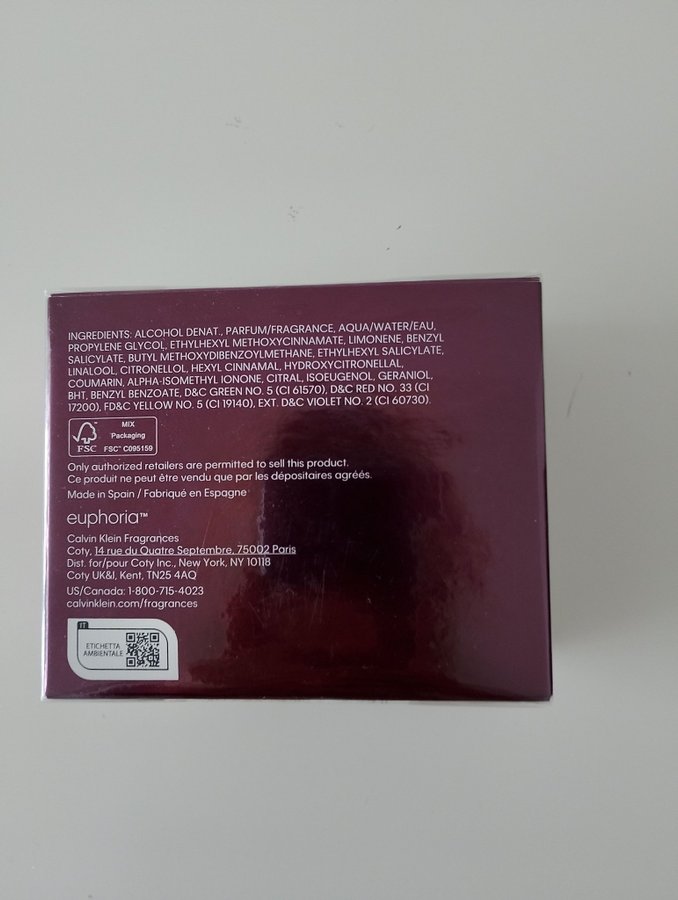 INGREDIENTS: ALCOHOL DENAT., PARFUM/FRAGRANCE, AQUA/WATER/EAU,
PROPYLENE GLYCOL, ETHYLHEXYL METHOXYCINNAMATE, LIMONENE, BENZYL
SALICYLATE, BUTYL METHOXYDIBENZOYLMETHANE, ETHYLHEXYL SALICYLATE,
LINALOOL, CITRONELLOL, HEXYL CINNAMAL, HYDROXYCITRONELLAL,
COUMARIN, ALPHA-ISOMETHYL IONONE, CITRAL, ISOEUGENOL, GERANIOL,
BHT, BENZYL BENZOATE, D&C GREEN NO. 5 (CI 61570), D&C RED NO. 33 (CI
17200), FD&C YELLOW NO. 5 (CI 19140), EXT. D&C VIOLET NO. 2 (CI 60730).
MIX
Packaging
FSC™ C095159
FSC
Only authorized retailers are permitted to sell this product.
Ce produit ne peut être vendu que par les dépositaires agréés.
Made in Spain / Fabriqué en Espagne
euphoria™
Calvin Klein Fragrances
Coty, 14 rue du Quatre Septembre, 75002 Paris
Dist. for/pour Coty Inc., New York, NY 10118
Coty UK&I, Kent, TN25 4AQ
US/Canada: 1-800-715-4023
calvinklein.com/fragrances
IT
ETICHETTA
AMBIENTALE